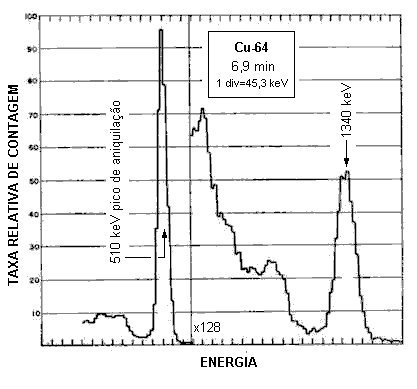 Cu-64
6,9 min
1 div=45,3 keV
TAXA RELATIVA DE CONTAGEM
100
90
80
70
60
50
40
30
20
10
510 keV pico de aniquilação
1340 keV
x128
ENERGIA